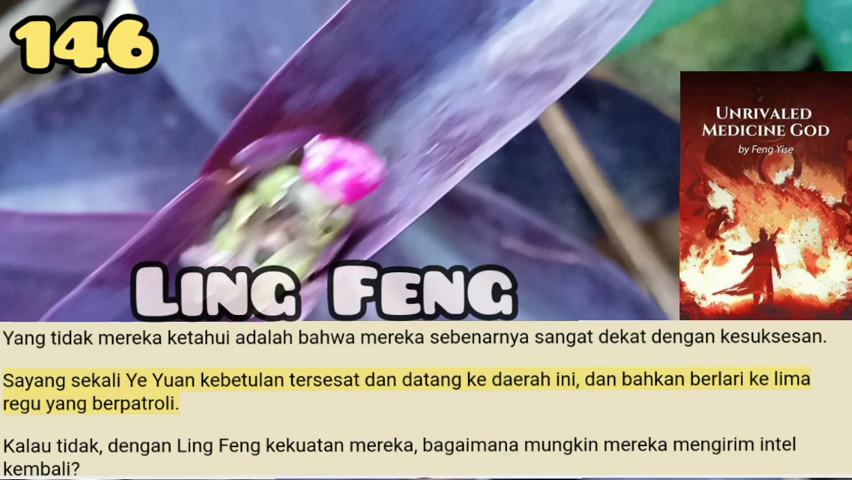 146
UNRIVALED
MEDICINE GOD
by Feng Yise
LING FENG
Yang tidak mereka ketahui adalah bahwa mereka sebenarnya sangat dekat dengan kesuksesan.
Sayang sekali Ye Yuan kebetulan tersesat dan datang ke daerah ini, dan bahkan berlari ke lima
regu yang berpatroli.
Kalau tidak, dengan Ling Feng kekuatan mereka, bagaimana mungkin mereka mengirim intel
kembali?